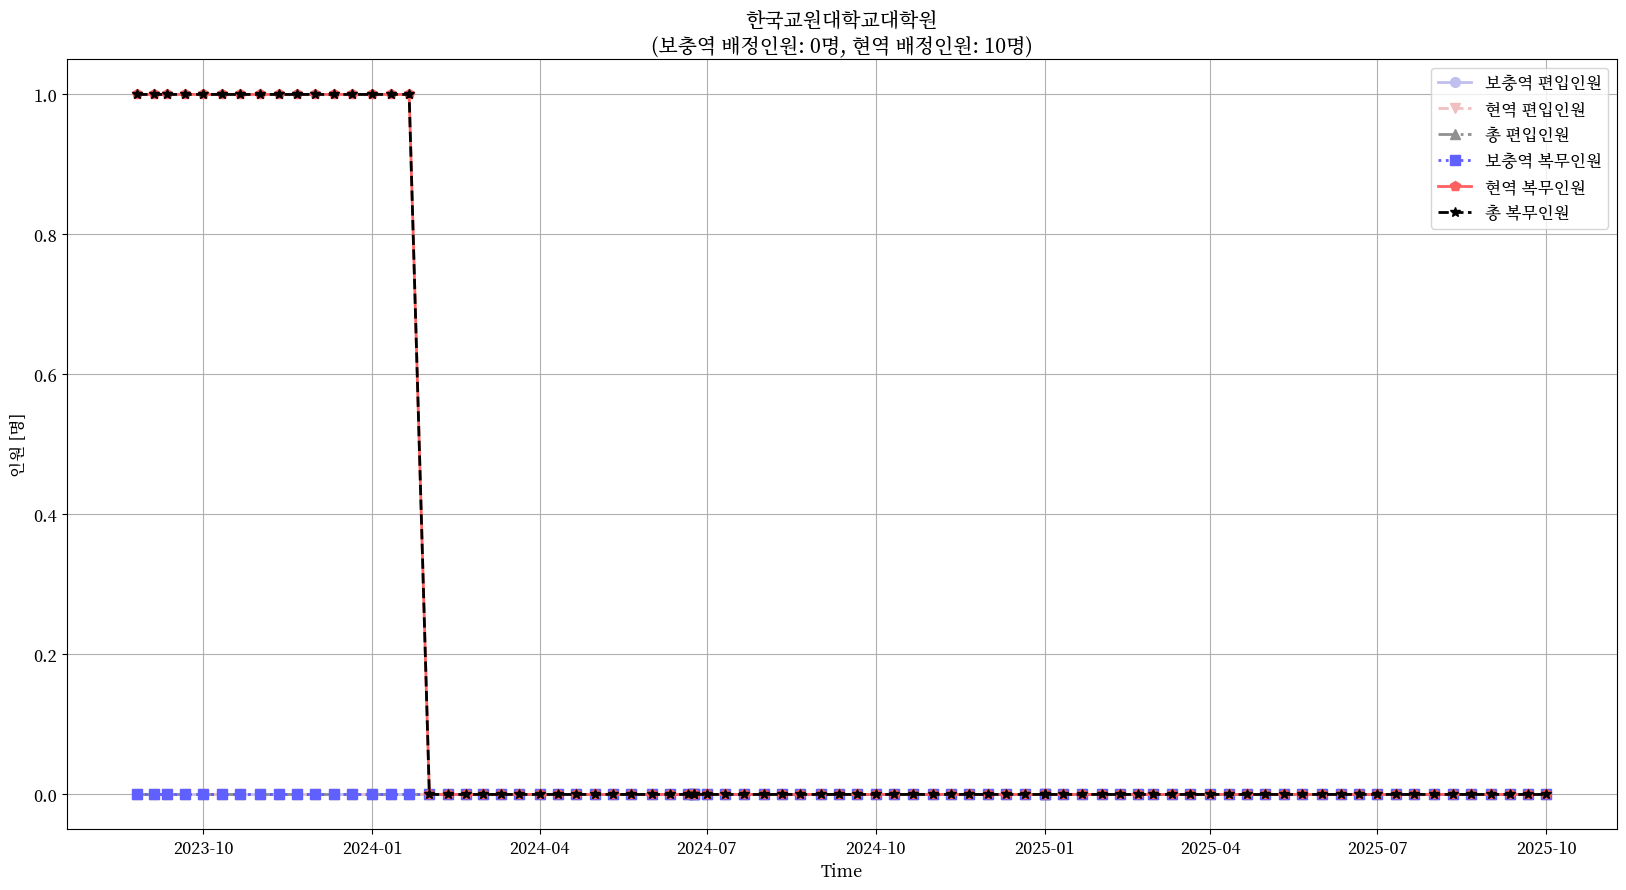 한국교원대학교대학원
(보충역 배정인원: 0명, 현역 배정인원: 10명)
보충역 편입인원
현역 편입인원
총 편입인원
보충역 복무인원
현역 복무인원
총 복무인원
1.0
0.8
0.6
0.4
0.2
0.0
인원 [명]
2023-10
2024-01
2024-04
2024-07
2024-10
2025-01
2025-04
2025-07
2025-10
Time